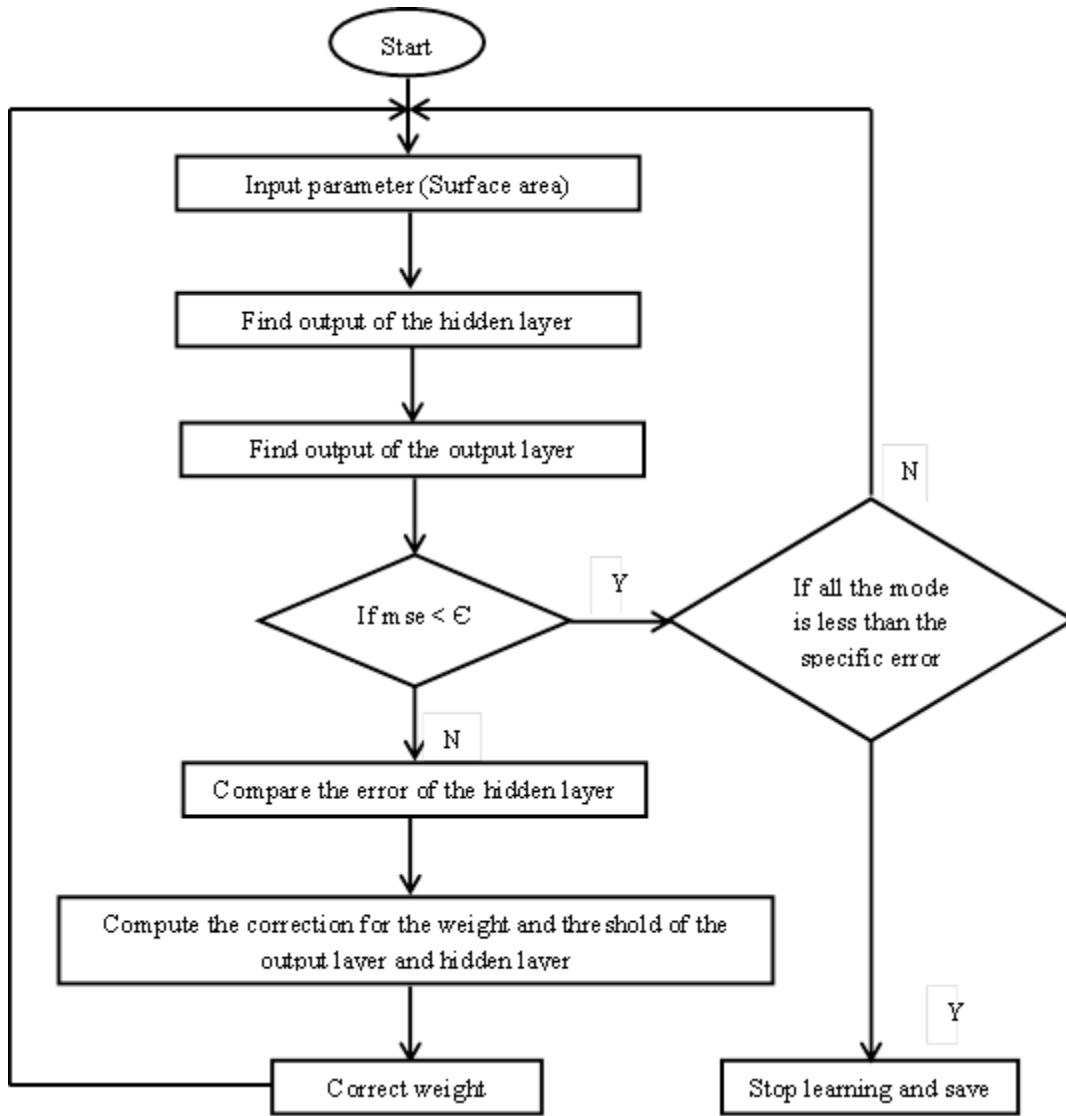 Start
Input parameter (Surface area)
Find output of the hidden layer
Find output of the output layer
N
If mse < Є
Y
If all the mode
is less than the
specific error
N
Compare the error of the hidden layer
Compute the correction for the weight and threshold of the
output layer and hidden layer
Y
Correct weight
Stop learning and save